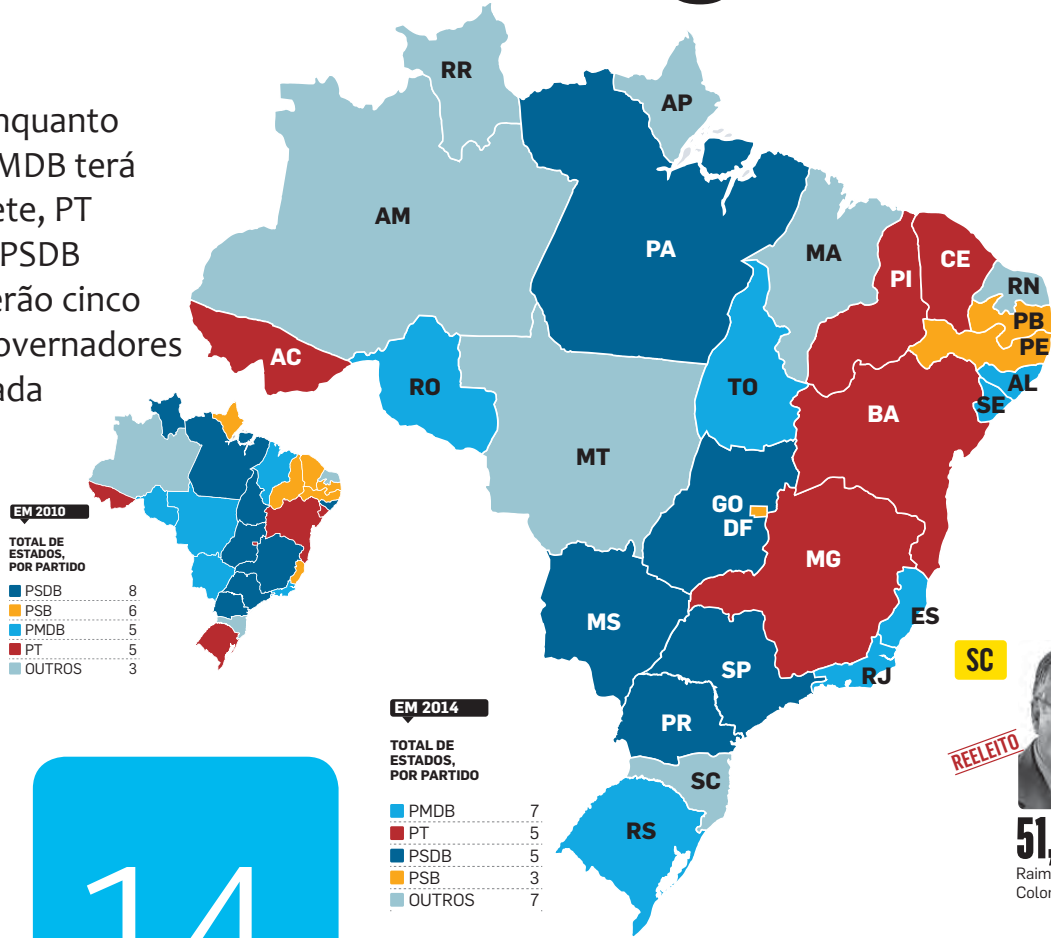 MDB terá
ete, PT
PSDB
erão cinco
overnadores
RR
AP
AM
PA
MA
PI
CE
RN
PB
PE
AL
SE
AC
RO
TO
BA
MT
GO
DF
MG
ES
MS
SP
RJ
PR
SC
RS
EM 2010
TOTAL DE
ESTADOS,
POR PARTIDO
PSDB 8
PSB 6
PMDB 5
PT 5
OUTROS 3
EM 2014
TOTAL DE
ESTADOS,
POR PARTIDO
PMDB 7
PT 5
PSDB 5
PSB 3
OUTROS 7
14
SC
REELEITO
51,
Raim
Colo